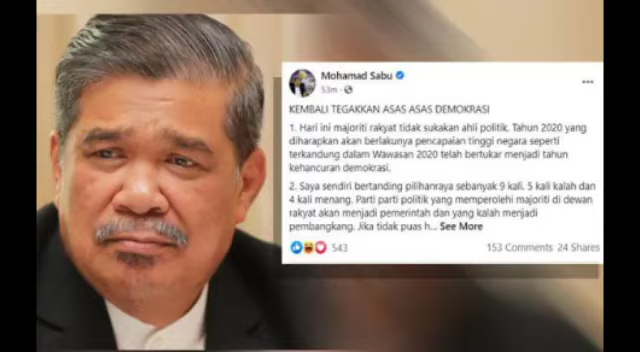 Mohamad Sabu
53m
KEMBALI TEGAKKAN ASAS ASAS DEMOKRASI
1. Hari ini majoriti rakyat tidak sukakan ahli politik. Tahun 2020 yang
diharapkan akan berlakunya pencapaian tinggi negara seperti
terkandung dalam Wawasan 2020 telah bertukar menjadi tahun
kehancuran demokrasi.
2. Saya sendiri bertanding pilihanraya sebanyak 9 kali. 5 kali kalah dan
4 kali menang. Parti parti politik yang memperolehi majoriti di dewan
rakyat akan menjadi pemerintah dan yang kalah menjadi
pembangkang. Jika tidak puas h... See More
543 153 Comments 24 Shares